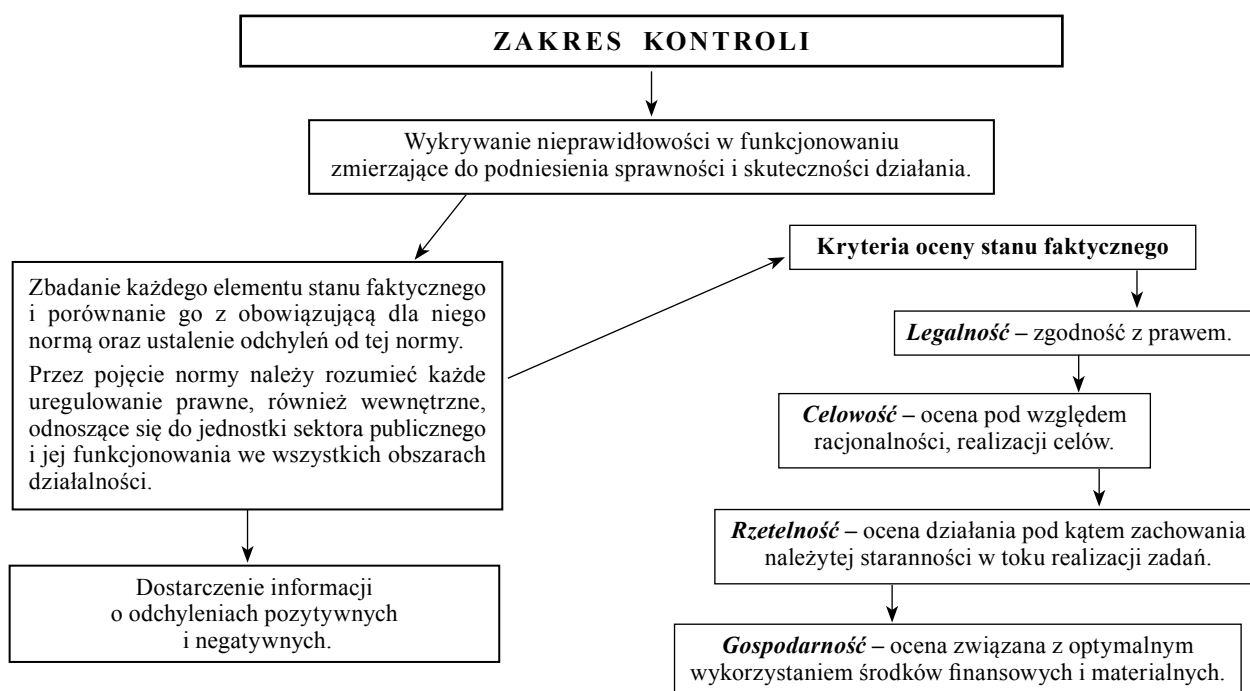 ZAKRES KONTROLI
Wykrywanie nieprawidłowości w funkcjonowaniu
zmierzające do podniesienia sprawności i skuteczności działania.
Zbadanie każdego elementu stanu faktycznego
i porównanie go z obowiązującą dla niego
normą oraz ustalenie odchyleń od tej normy.
Przez pojęcie normy należy rozumieć każde
uregulowanie prawne, również wewnętrzne,
odnoszące się do jednostki sektora publicznego
i jej funkcjonowania we wszystkich obszarach
działalności.
Dostarczenie informacji
o odchyleniach pozytywnych
i negatywnych.
Kryteria oceny stanu faktycznego
Legalność – zgodność z prawem.
Celowość – ocena pod względem
racjonalności, realizacji celów.
Rzetelność – ocena działania pod kątem zachowania
należytej staranności w toku realizacji zadań.
Gospodarność – ocena związana z optymalnym
wykorzystaniem środków finansowych i materialnych.